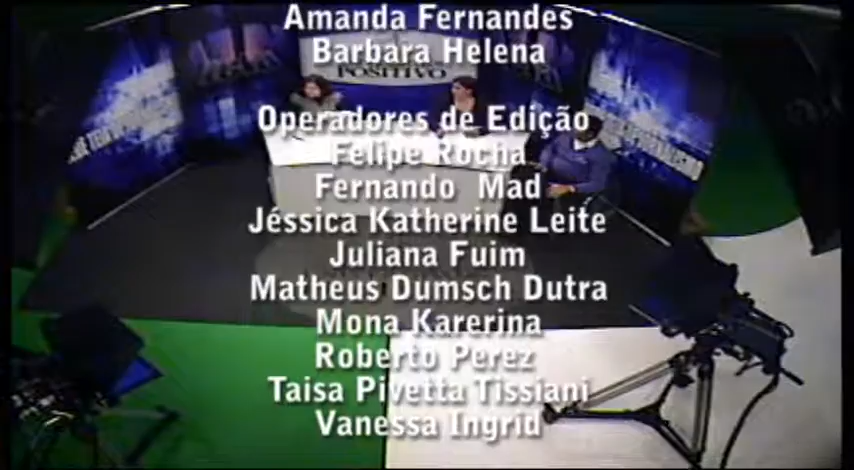 Amanda Fernandes
Barbara Helena
POSITIVO
Operadores de Edição
Felipe Rocha
Fernando Mad
Jéssica Katherine Leite
Juliana Fuim
Matheus Dumsch Dutra
Mona Karerina
Roberto Perez
Taisa Pivetta Tissiani
Vanessa Ingrid